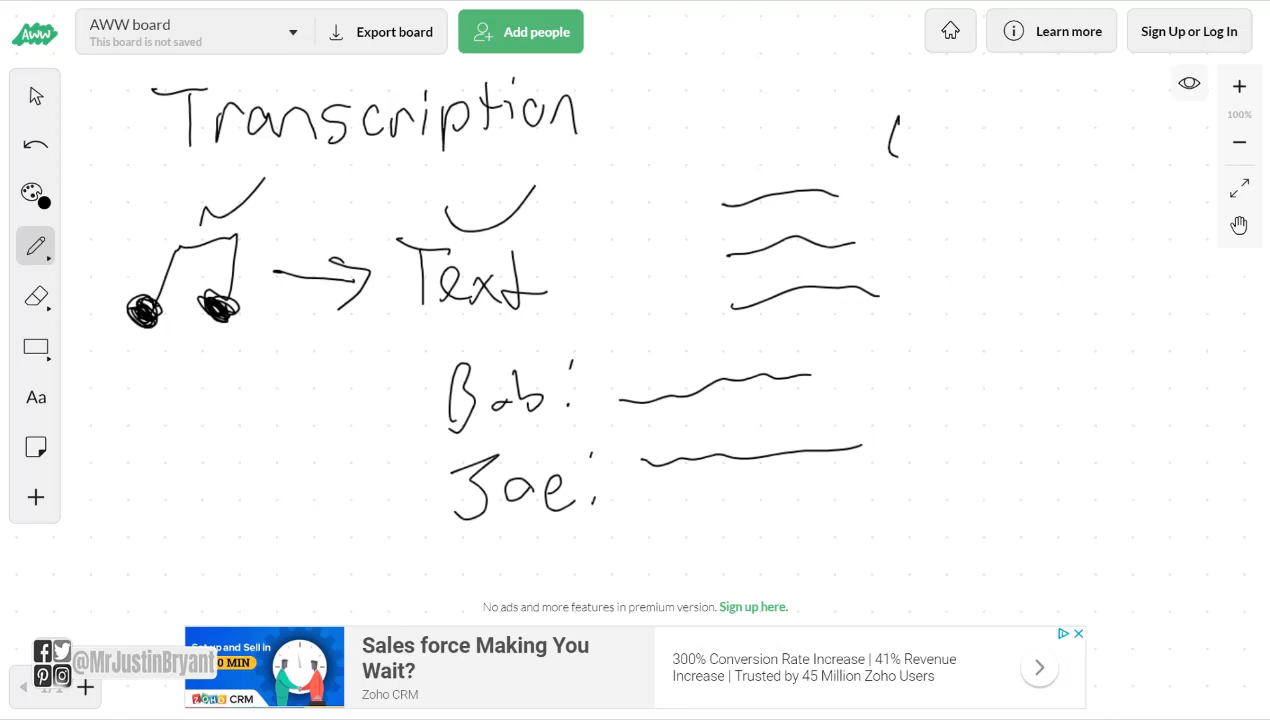 AWW
AWW board
This board is not saved
Export board
Add people
Learn more
Sign Up or Log In
100%
Transcription
Text
Bob:
Joe:
Aa
No ads and more features in premium version. Sign up here.
Sell in
0 MIN
ZOHO CRM
Sales force Making You
Wait?
Zoho CRM
300% Conversion Rate Increase | 41% Revenue
Increase | Trusted by 45 Million Zoho Users
@MrJustinBryant